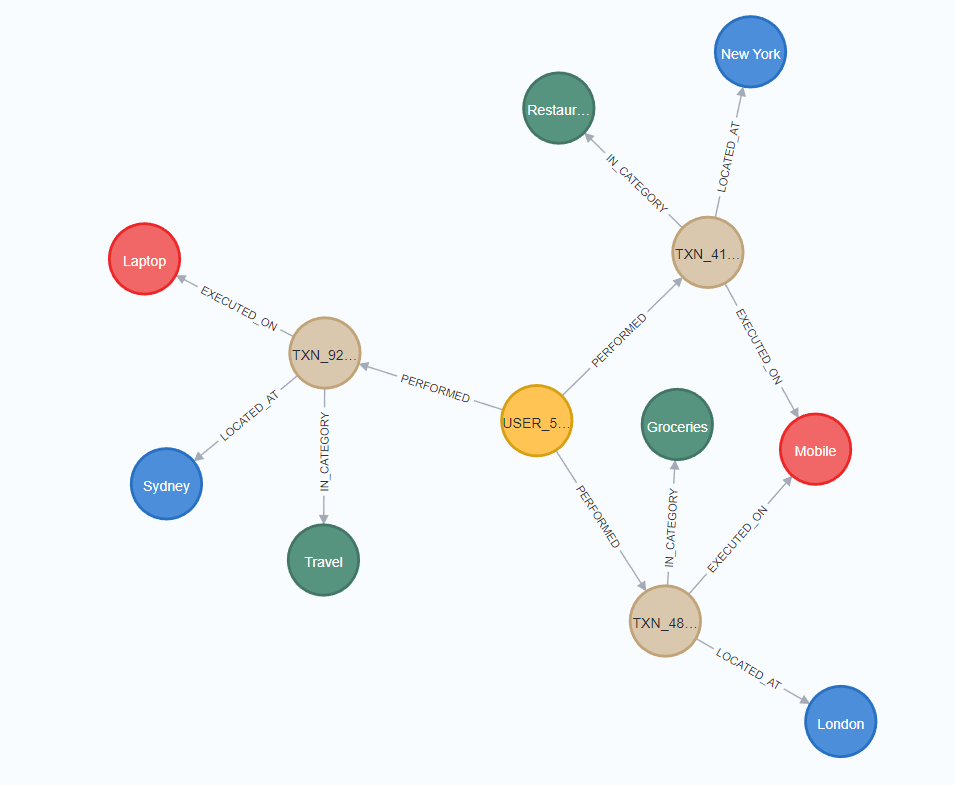 New York
Restaur...
LOCATED_AT
IN_CATEGORY
TXN_41...
Laptop
EXECUTED_ON
PERFORMED
EXECUTED_ON
TXN_92...
PERFORMED
LOCATED_AT
IN_CATEGORY
USER_5...
Groceries
Mobile
Sydney
PERFORMED
IN_CATEGORY
EXECUTED_ON
Travel
TXN_48...
LOCATED_AT
London